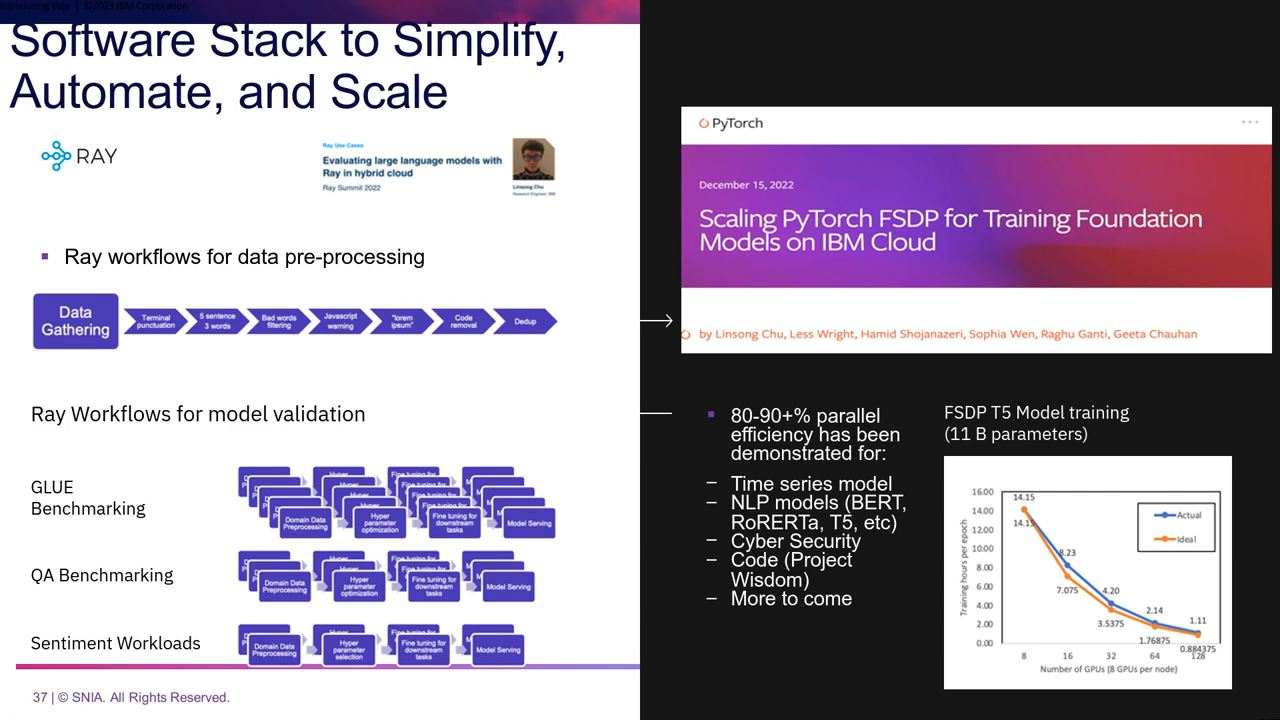 Introducing Vela | ©2023 IBM Corporation
Software Stack to Simplify,
Automate, and Scale
RAY
Ray Use Cases
Evaluating large language models with
Ray in hybrid cloud
Ray Summit 2022
Linsong Chu
Research Engineer, IBM
Ray workflows for data pre-processing
Data
Gathering
Terminal
punctuation
5 sentence
3 words
Bad words
filtering
Javascript
warning
"lorem
ipsum"
Code
removal
Dedup
Ray Workflows for model validation
GLUE
Benchmarking
Domain Data
Preprocessing
Hyper
parameter
optimization
Fine tuning for
downstream
tasks
Model Serving
QA Benchmarking
Domain Data
Preprocessing
Hyper
parameter
optimization
Fine tuning for
downstream
tasks
Model Serving
Sentiment Workloads
Domain Data
Preprocessing
Hyper
parameter
selection
Fine tuning for
downstream
tasks
Model Serving
37 | © SNIA. All Rights Reserved.
PyTorch
December 15, 2022
Scaling PyTorch FSDP for Training Foundation
Models on IBM Cloud
by Linsong Chu, Less Wright, Hamid Shojanazeri, Sophia Wen, Raghu Ganti, Geeta Chauhan
80-90+% parallel
efficiency has been
demonstrated for:
– Time series model
– NLP models (BERT,
RoRERTa, T5, etc)
– Cyber Security
– Code (Project
Wisdom)
– More to come
FSDP T5 Model training
(11 B parameters)
Training hours per epoch
16.00
14.00
12.00
10.00
8.00
6.00
4.00
2.00
0.00
14.15
14.15
8.23
7.075
4.20
3.5375
2.14
1.76875
1.11
0.884375
Actual
Ideal
8 16 32 64 128
Number of GPUs (8 GPUs per node)